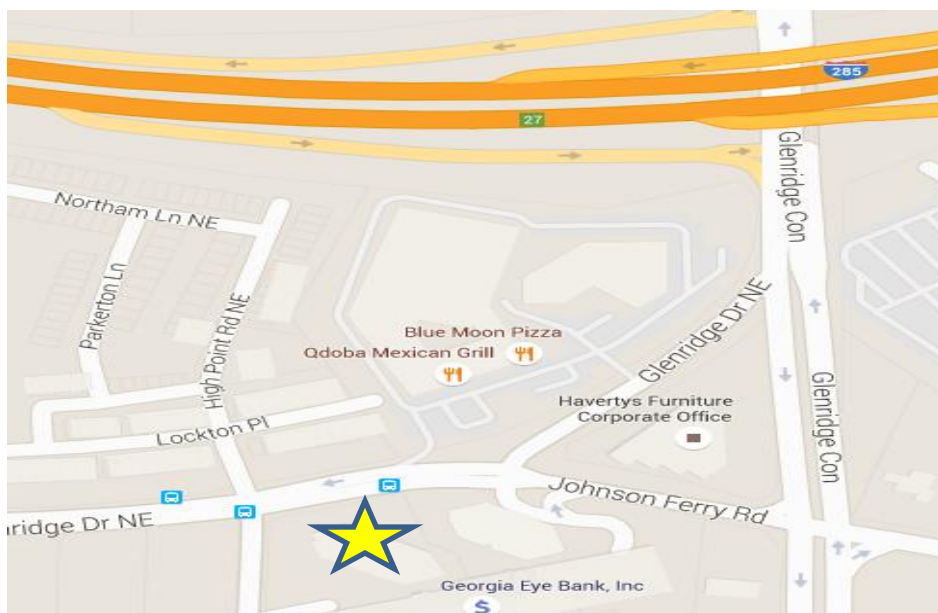 285
27
Glenridge Con
Northam Ln NE
Parkerton Ln
High Point Rd NE
Blue Moon Pizza
Qdoba Mexican Grill
Glenridge Dr NE
Havertys Furniture
Corporate Office
Glenridge Con
Lockton Pl
Johnson Ferry Rd
nridge Dr NE
Georgia Eye Bank, Inc
$